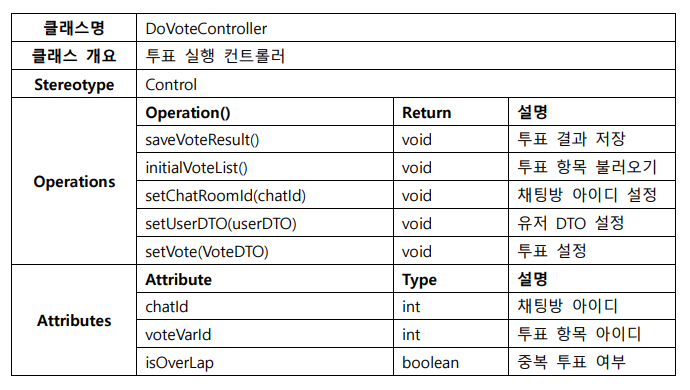 클래스명 DoVoteController
클래스 개요 투표 실행 컨트롤러
Stereotype Control
Operations
Operation() Return 설명
saveVoteResult() void 투표 결과 저장
initialVoteList() void 투표 항목 불러오기
setChatRoomId(chatId) void 채팅방 아이디 설정
setUserDTO(userDTO) void 유저 DTO 설정
setVote(VoteDTO) void 투표 설정
Attributes
Attribute Type 설명
chatId int 채팅방 아이디
voteVarId int 투표 항목 아이디
isOverLap boolean 중복 투표 여부